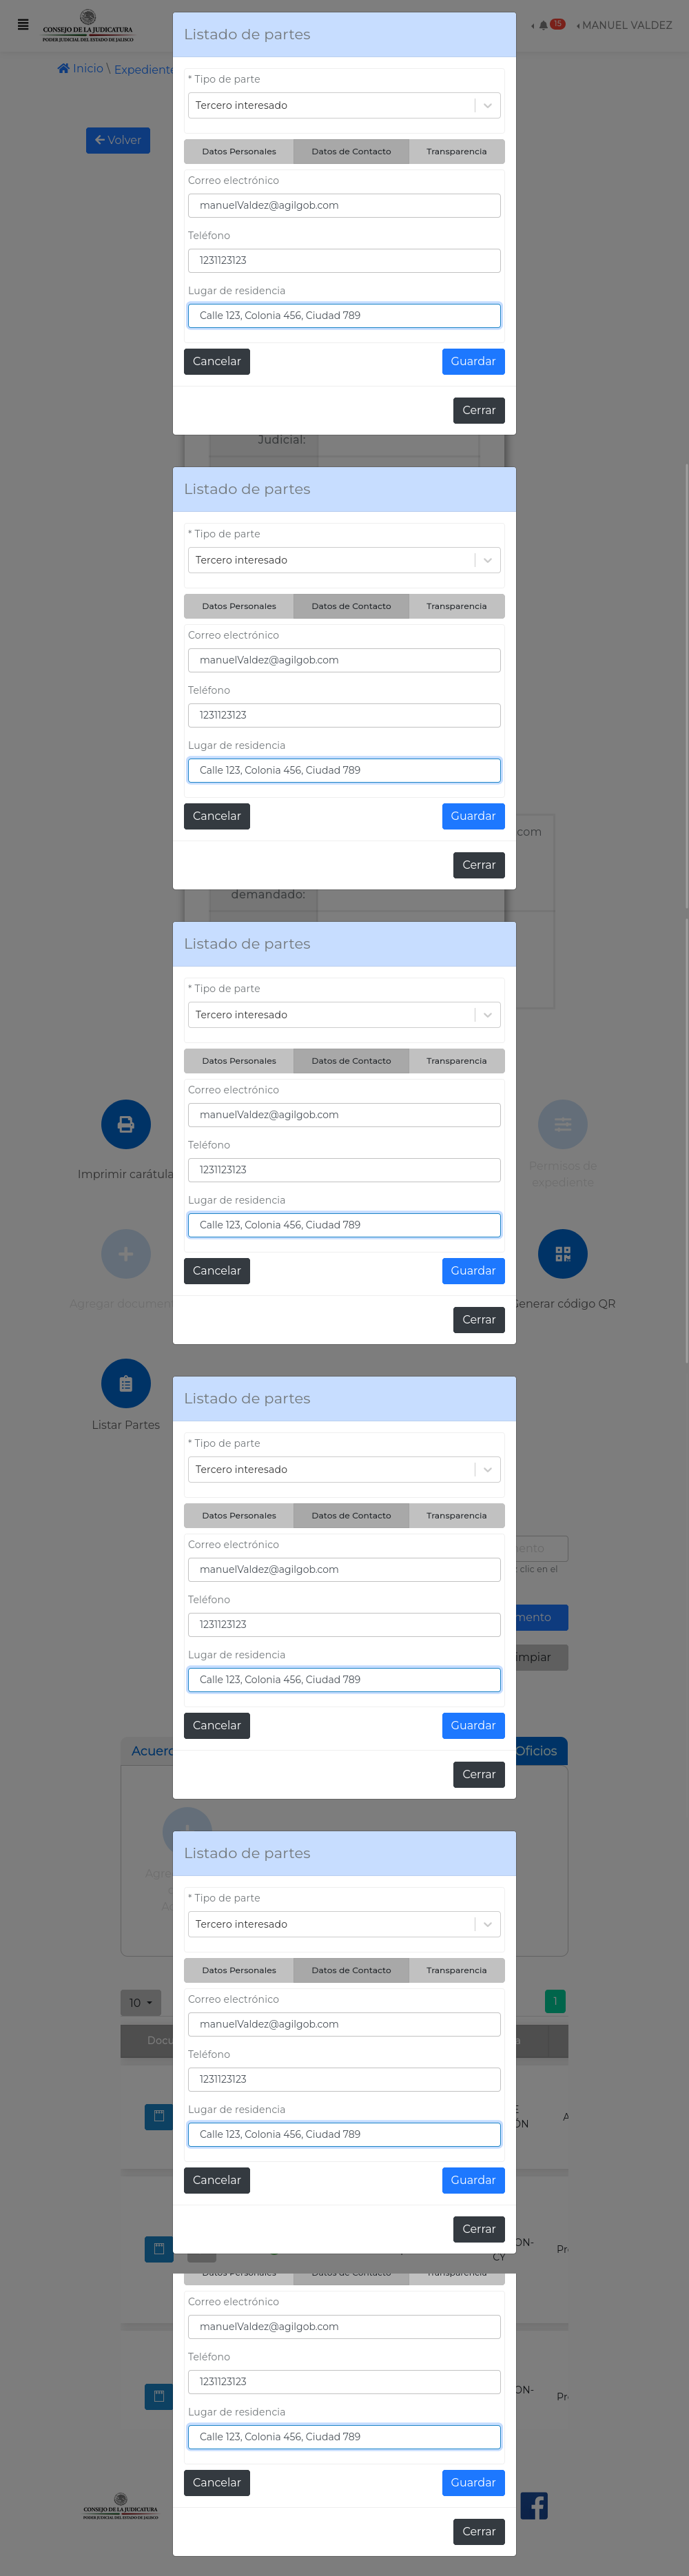 CONSEJO DE LA JUDICATURA
PODER JUDICIAL DEL ESTADO DE JALISCO
15
MANUEL VALDEZ
Inicio \ Expediente
Volver
Listado de partes
* Tipo de parte
Tercero interesado
Datos Personales Datos de Contacto Transparencia
Correo electrónico
manuelValdez@agilgob.com
Teléfono
1231123123
Lugar de residencia
Calle 123, Colonia 456, Ciudad 789
Cancelar Guardar
Cerrar
Judicial:
Listado de partes
* Tipo de parte
Tercero interesado
Datos Personales Datos de Contacto Transparencia
Correo electrónico
manuelValdez@agilgob.com
Teléfono
1231123123
Lugar de residencia
Calle 123, Colonia 456, Ciudad 789
Cancelar Guardar
com
Cerrar
demandado:
Listado de partes
* Tipo de parte
Tercero interesado
Datos Personales Datos de Contacto Transparencia
Correo electrónico
manuelValdez@agilgob.com
Teléfono
1231123123
Lugar de residencia
Calle 123, Colonia 456, Ciudad 789
Cancelar Guardar
Cerrar
Imprimir carátula
Permisos de
expediente
Agregar document
Generar código QR
Listar Partes
Listado de partes
* Tipo de parte
Tercero interesado
Datos Personales Datos de Contacto Transparencia
Correo electrónico
manuelValdez@agilgob.com
Teléfono
1231123123
Lugar de residencia
Calle 123, Colonia 456, Ciudad 789
Cancelar Guardar
Cerrar
clic en el
mento
mpiar
Acuerd
Oficios
Listado de partes
* Tipo de parte
Tercero interesado
Datos Personales Datos de Contacto Transparencia
Correo electrónico
manuelValdez@agilgob.com
Teléfono
1231123123
Lugar de residencia
Calle 123, Colonia 456, Ciudad 789
Cancelar Guardar
Cerrar
10
1
Docu
ÓN
ON-
CY
Pr
Datos Personales Datos de Contacto Transparencia
Correo electrónico
manuelValdez@agilgob.com
Teléfono
1231123123
Lugar de residencia
Calle 123, Colonia 456, Ciudad 789
Cancelar Guardar
Cerrar
ON-
Pr
CONSEJO DE LA JUDICATURA
PODER JUDICIAL DEL ESTADO DE JALISCO